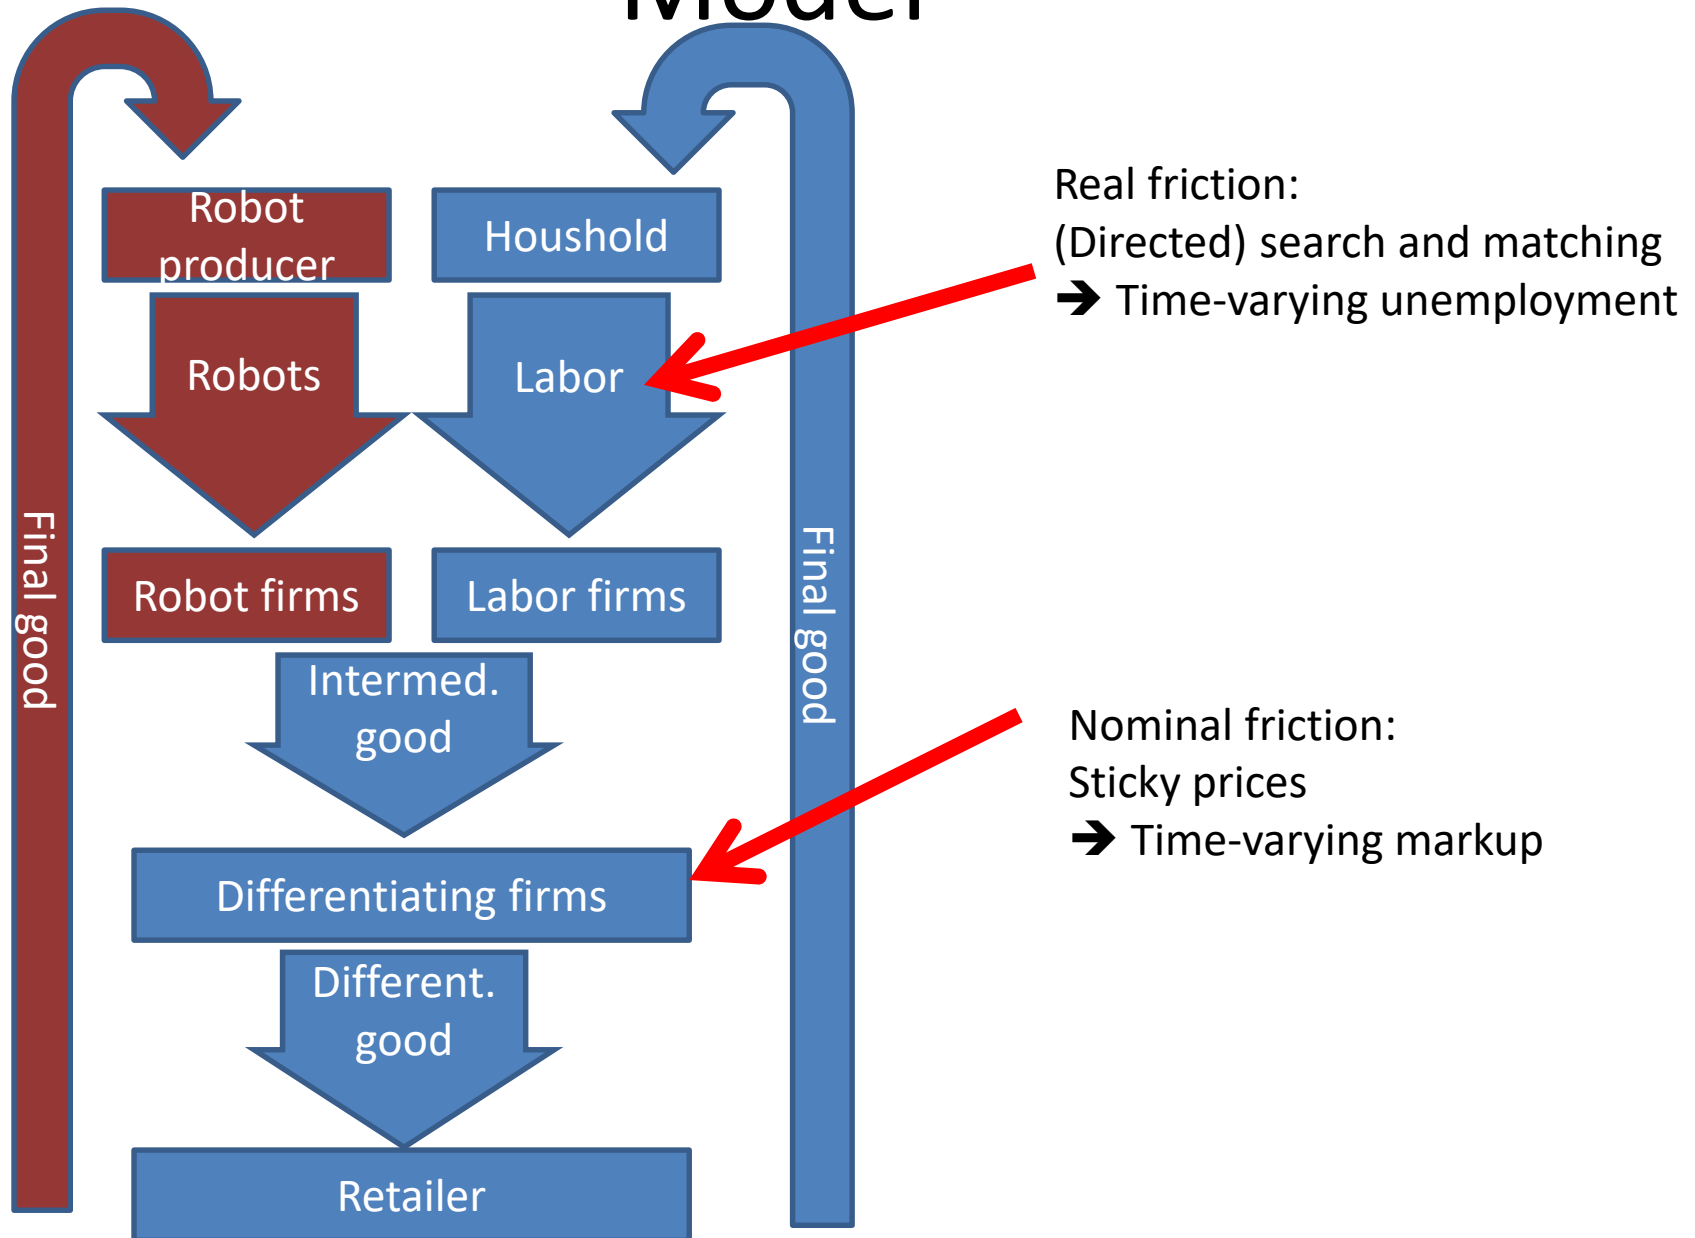 Model
Robot
producer
Houshold
Real friction:
(Directed) search and matching
➔ Time-varying unemployment
Robots
Labor
Final good
Final good
Robot firms
Labor firms
Intermed.
good
Nominal friction:
Sticky prices
➔ Time-varying markup
Differentiating firms
Different.
good
Retailer